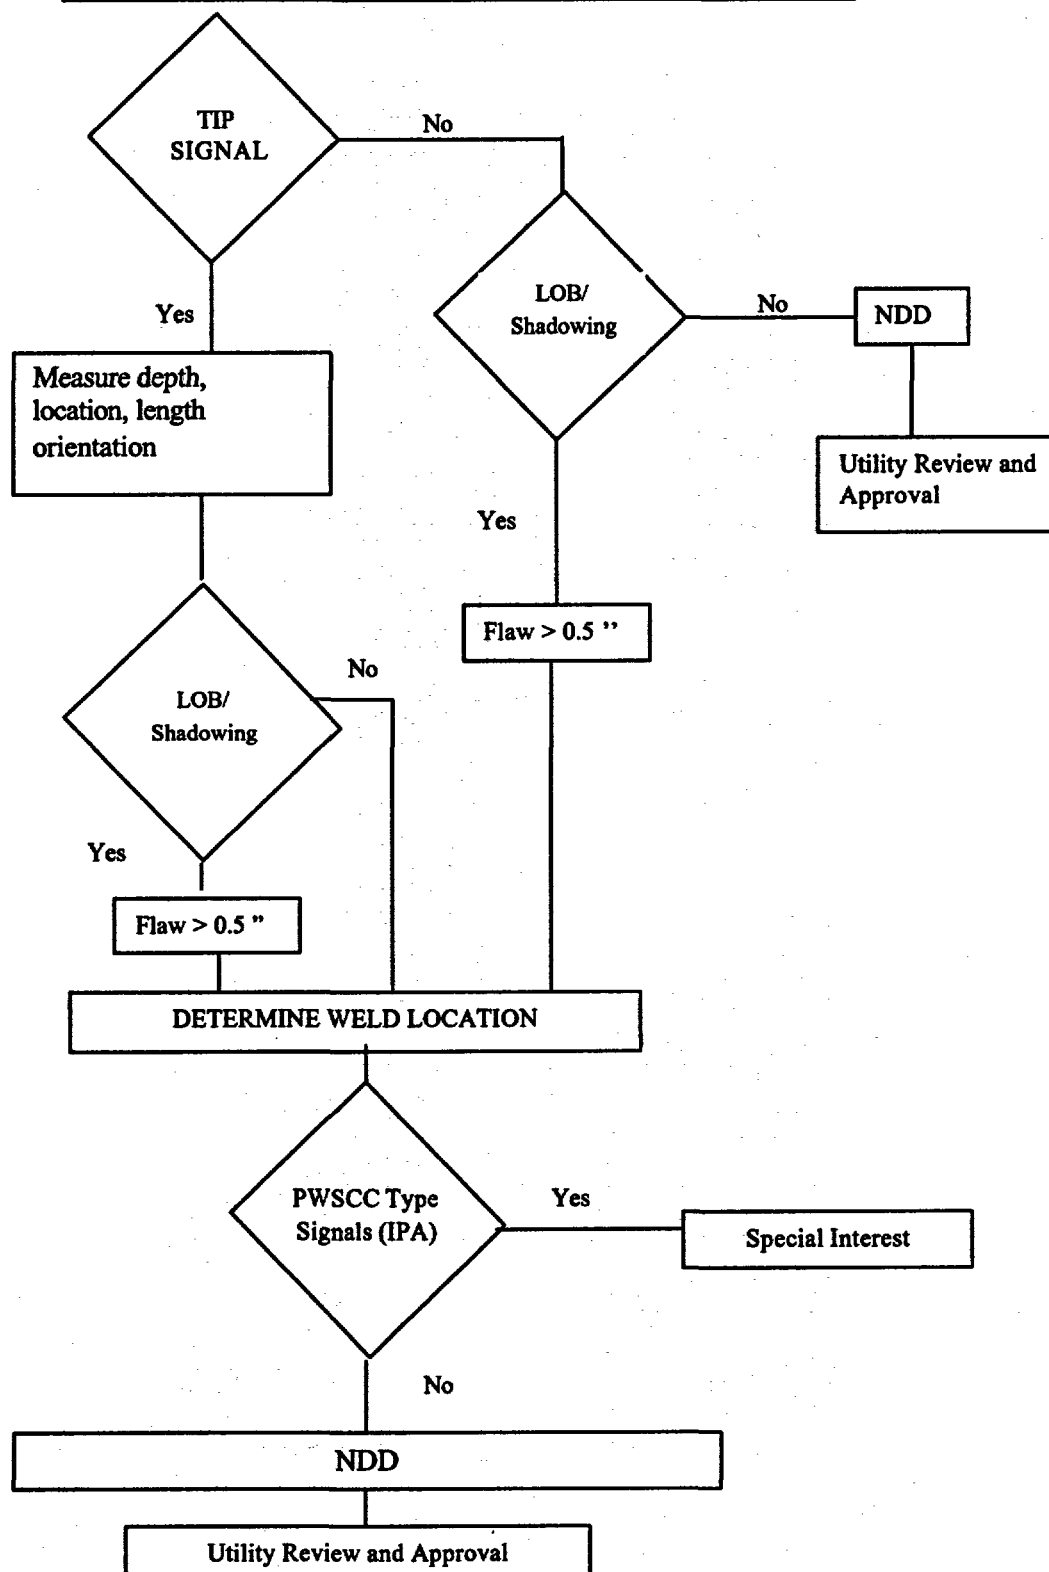 TIP
SIGNAL
No
Yes
LOB/
Shadowing
No
NDD
Measure depth,
location, length
orientation
Utility Review and
Approval
Yes
Flaw > 0.5 ’’
LOB/
Shadowing
No
Yes
Flaw > 0.5 ”
DETERMINE WELD LOCATION
PWSCC Type
Signals (IPA)
Yes
Special Interest
No
NDD
Utility Review and Approval